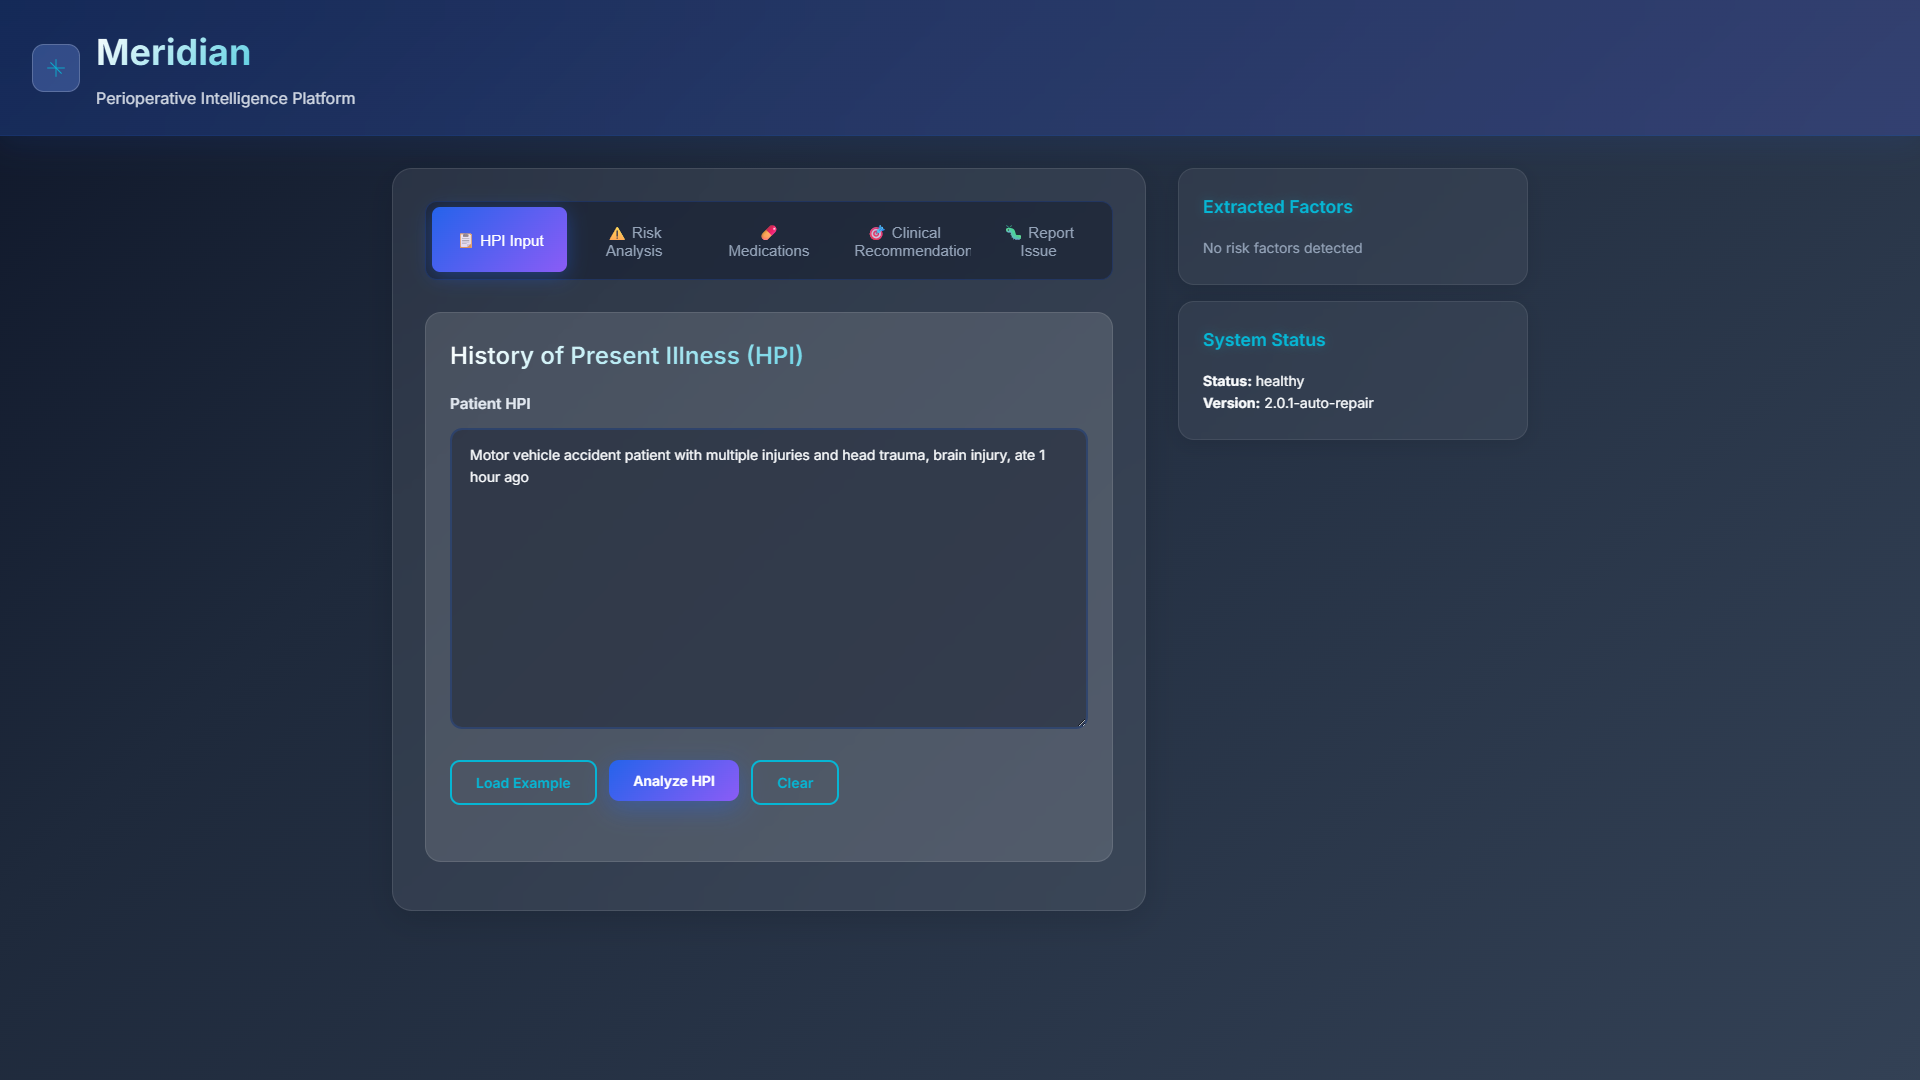 Meridian
Perioperative Intelligence Platform
HPI Input
Risk
Analysis
Medications
Clinical
Recommendation
Report
Issue
History of Present Illness (HPI)
Patient HPI
Motor vehicle accident patient with multiple injuries and head trauma, brain injury, ate 1
hour ago
Load Example
Analyze HPI
Clear
Extracted Factors
No risk factors detected
System Status
Status: healthy
Version: 2.0.1-auto-repair